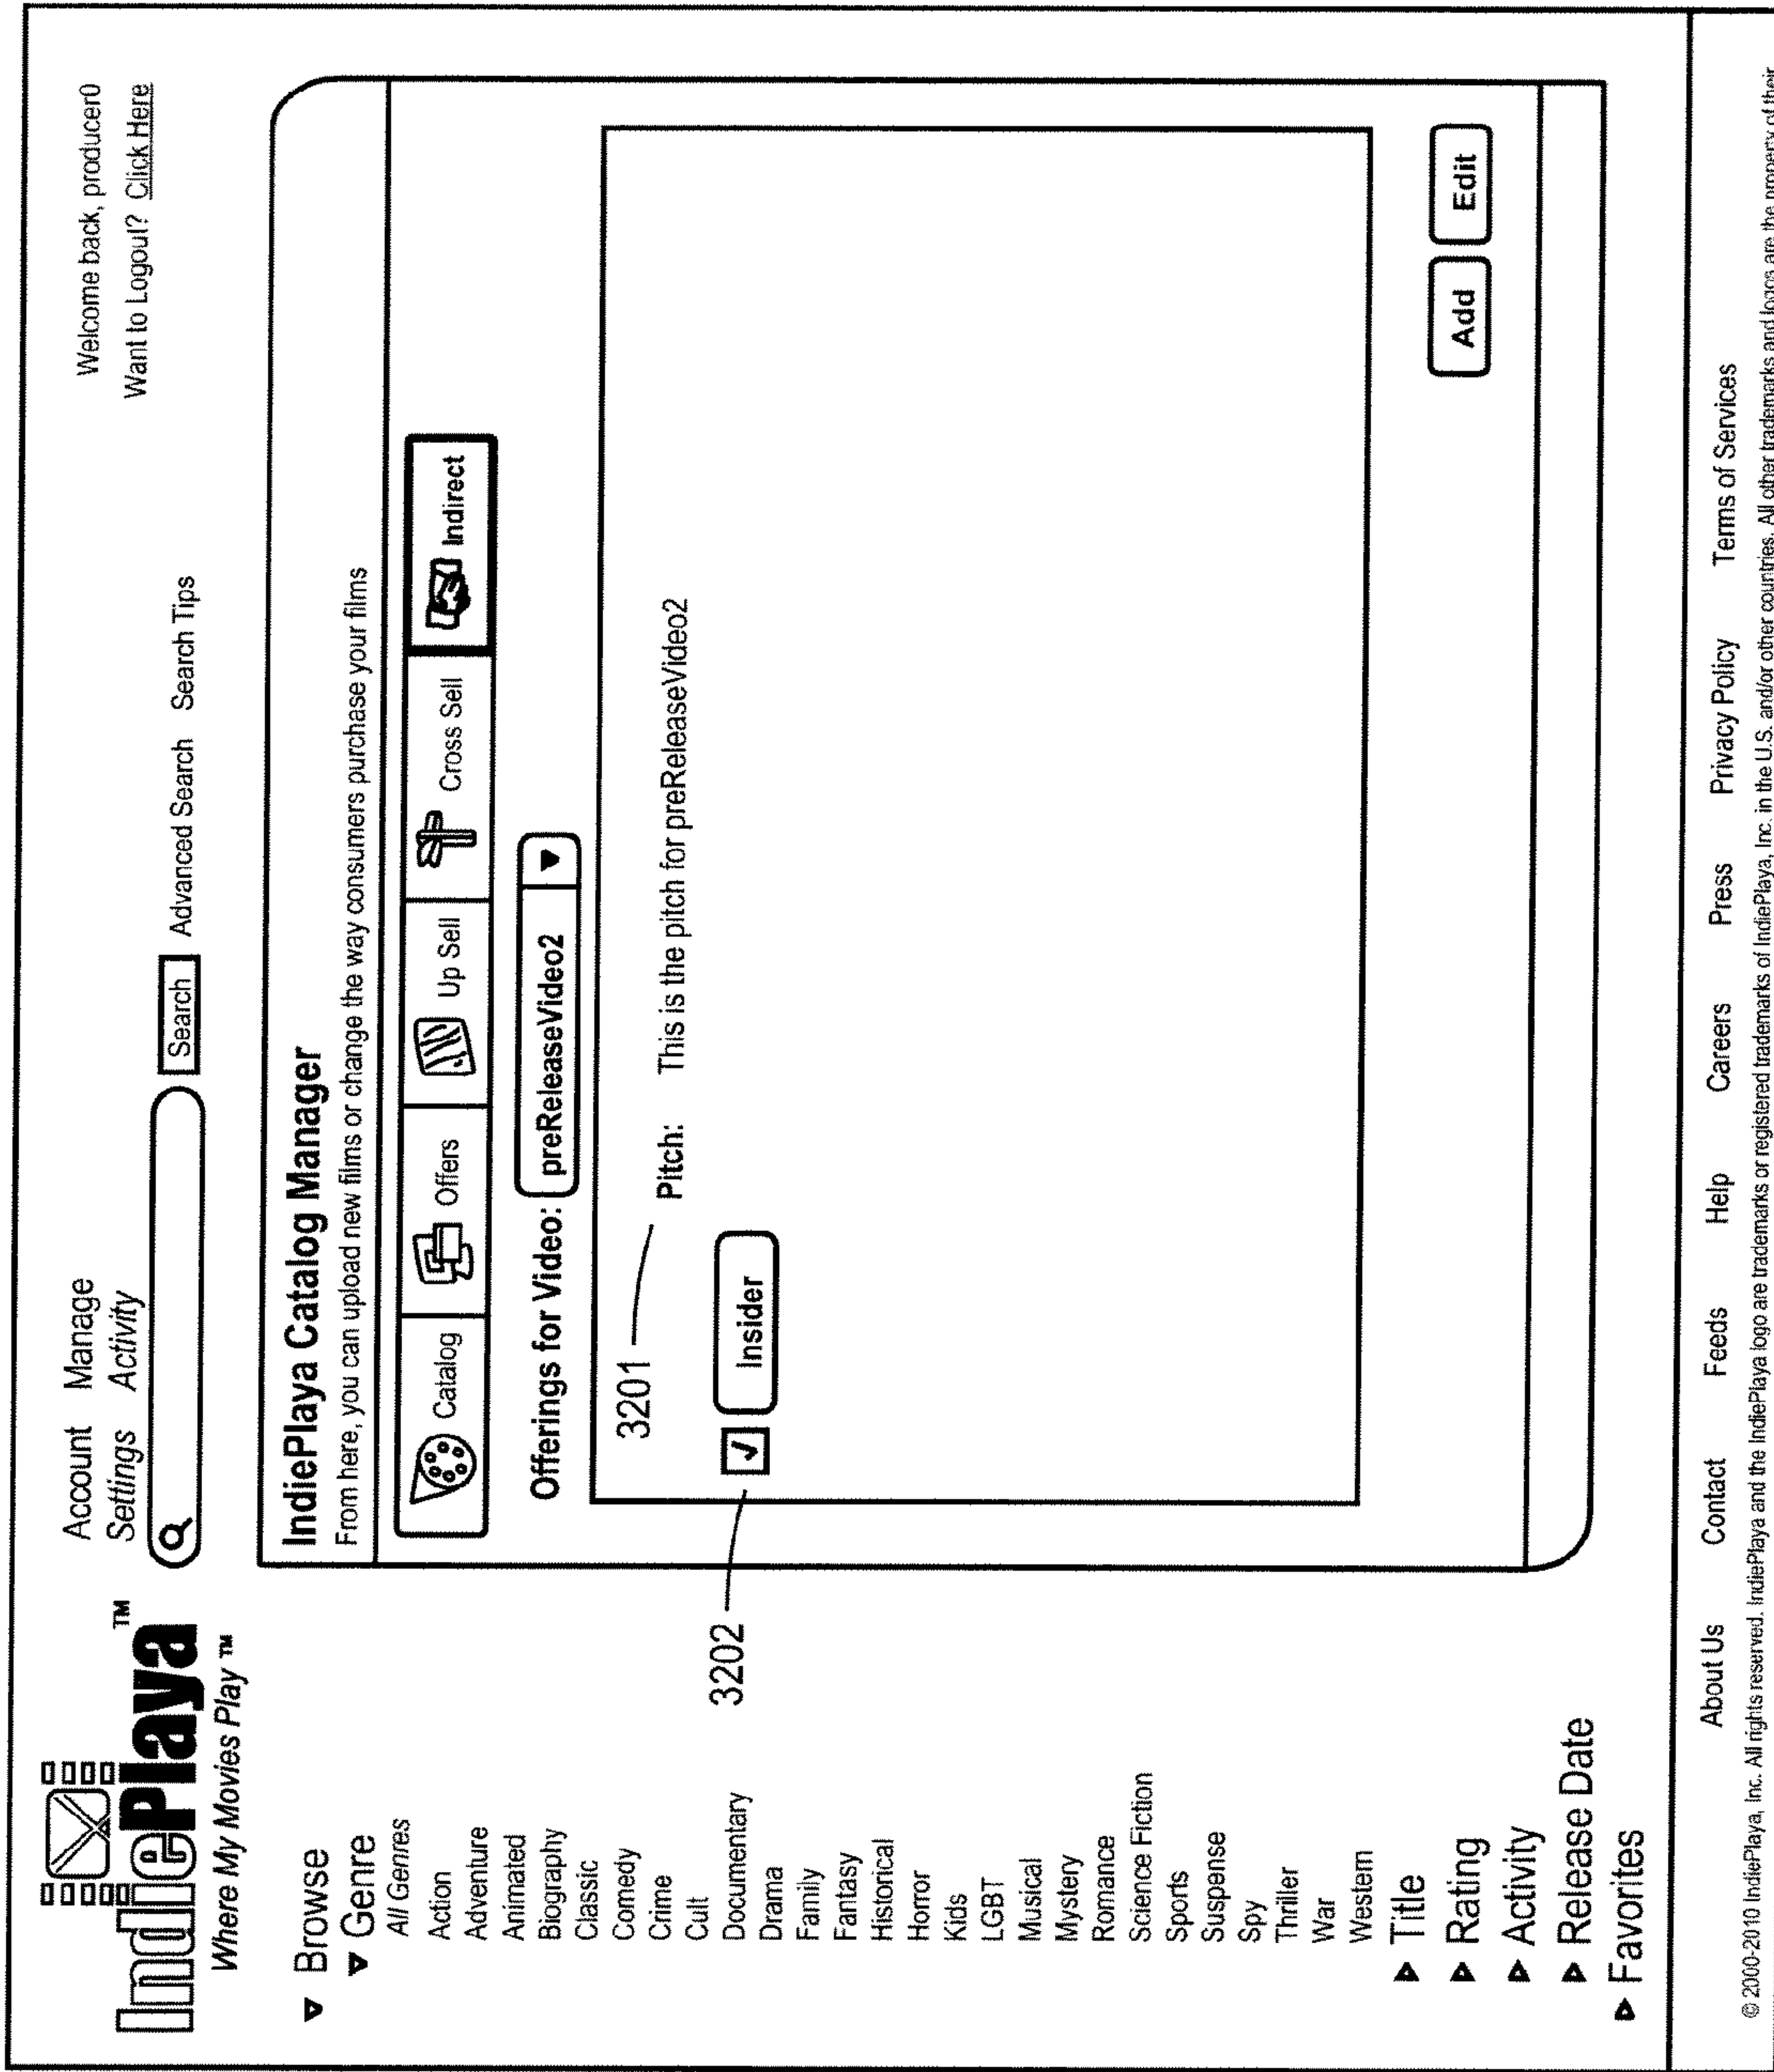 IndiePlaya™
Where My Movies Play™
Account Manage
Settings Activity
Search Advanced Search Search Tips
Welcome back, producer0
Want to Logout? Click Here
Browse
Genre
All Genres
Action
Adventure
Animated
Biography
Classic
Comedy
Crime
Cult
Documentary
Drama
Family
Fantasy
Historical
Horror
Kids
LGBT
Musical
Mystery
Romance
Science Fiction
Sports
Suspense
Spy
Thriller
War
Western
Title
Rating
Activity
Release Date
Favorites
IndiePlaya Catalog Manager
From here, you can upload new films or change the way consumers purchase your films
Catalog Offers Up Sell Cross Sell Indirect
Offerings for Video: preReleaseVideo2
3201
Pitch: This is the pitch for preReleaseVideo2
3202
Insider
Add Edit
About Us Contact Feeds Help Careers Press Privacy Policy Terms of Services
© 2000-2010 IndiePlaya, Inc. All rights reserved. IndiePlaya and the IndiePlaya logo are trademarks or registered trademarks of IndiePlaya, Inc. in the U.S. and/or other countries. All other trademarks and logos are the property of their